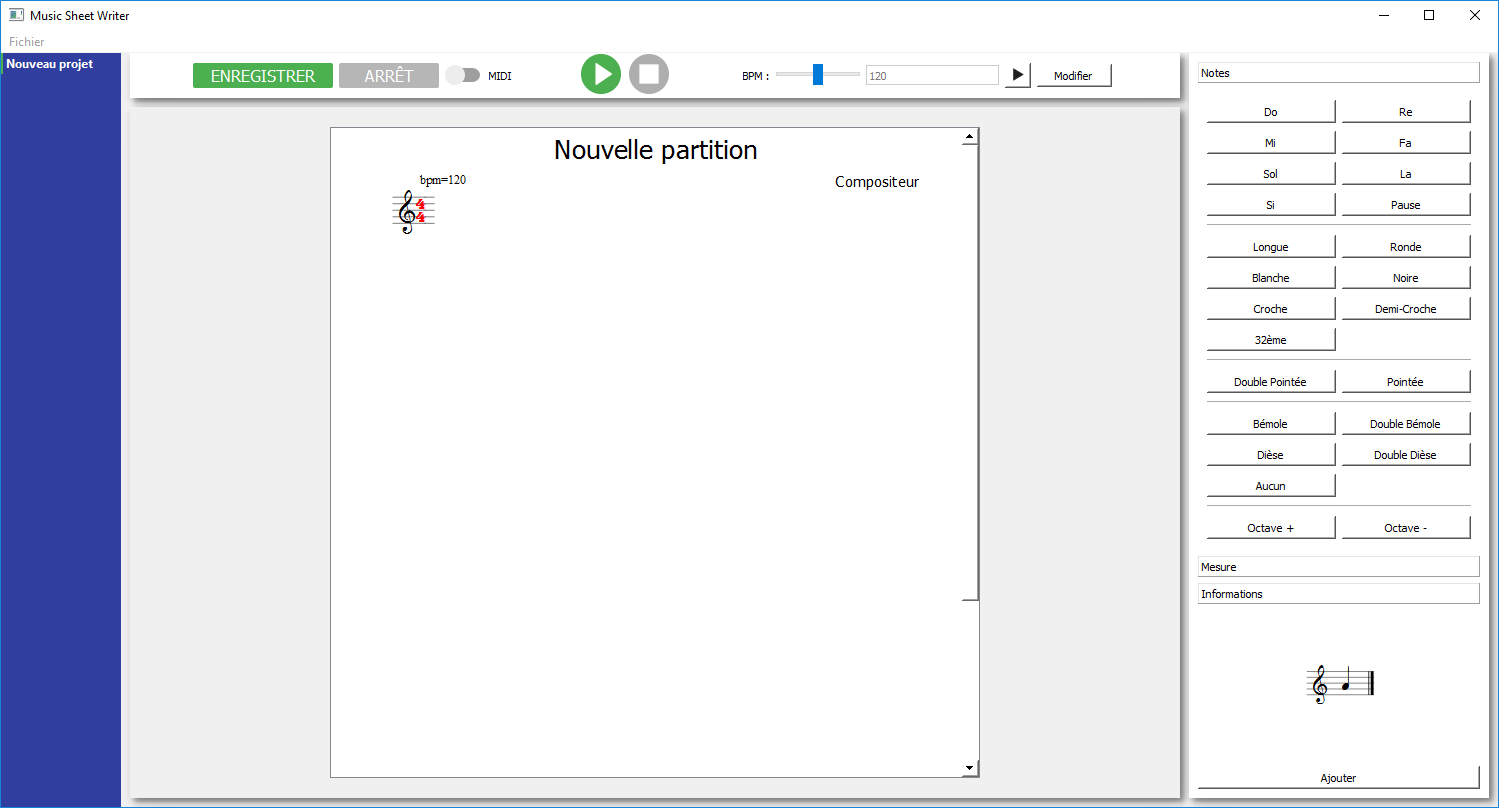 Music Sheet Writer
Fichier
Nouveau projet
ENREGISTRER
ARRÊT
MIDI
BPM :
120
Modifier
Nouvelle partition
bpm=120
Compositeur
4
4
Notes
Do
Re
Mi
Fa
Sol
La
Si
Pause
Longue
Ronde
Blanche
Noire
Croche
Demi-Croche
32ème
Double Pointée
Pointée
Bémole
Double Bémole
Dièse
Double Dièse
Aucun
Octave +
Octave -
Mesure
Informations
Ajouter